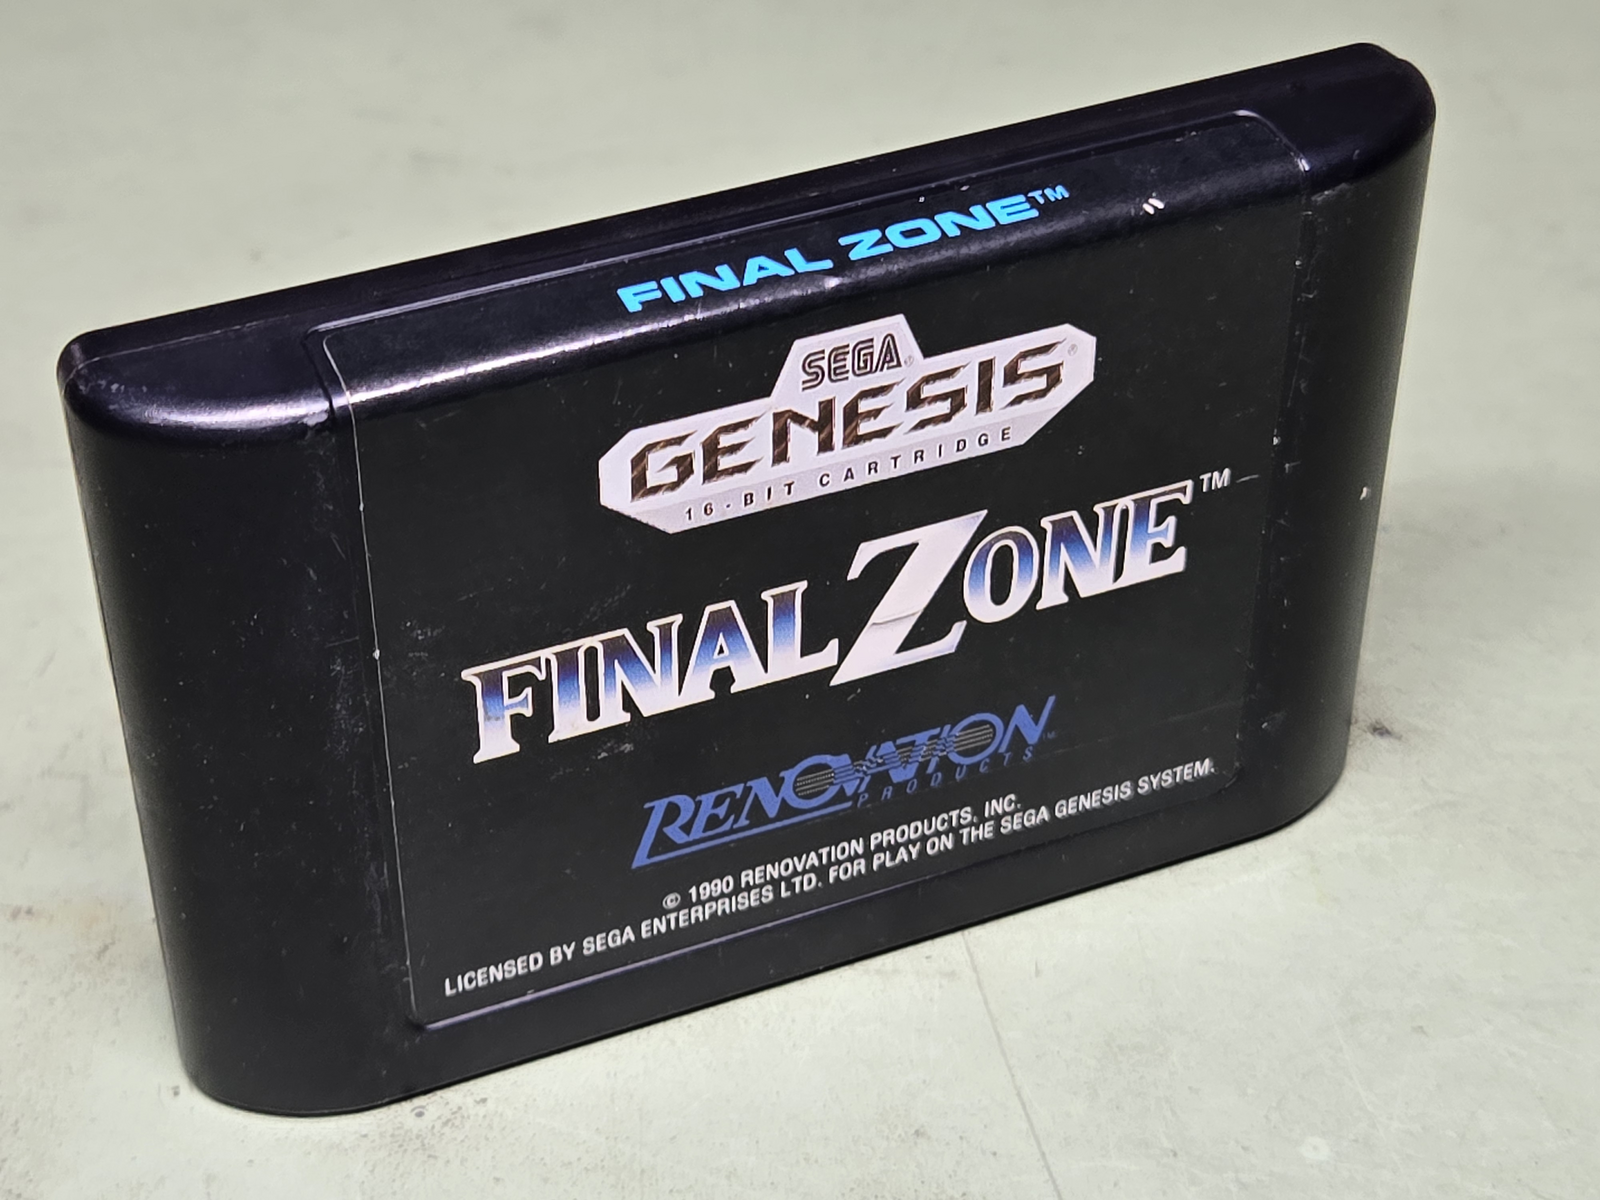 FINAL ZONE™
SEGA®
GENESIS®
16-BIT CARTRIDGE
FINAL ZONE™
RENOVATION™
PRODUCTS
© 1990 RENOVATION PRODUCTS, INC.
LICENSED BY SEGA ENTERPRISES LTD. FOR PLAY ON THE SEGA GENESIS SYSTEM.